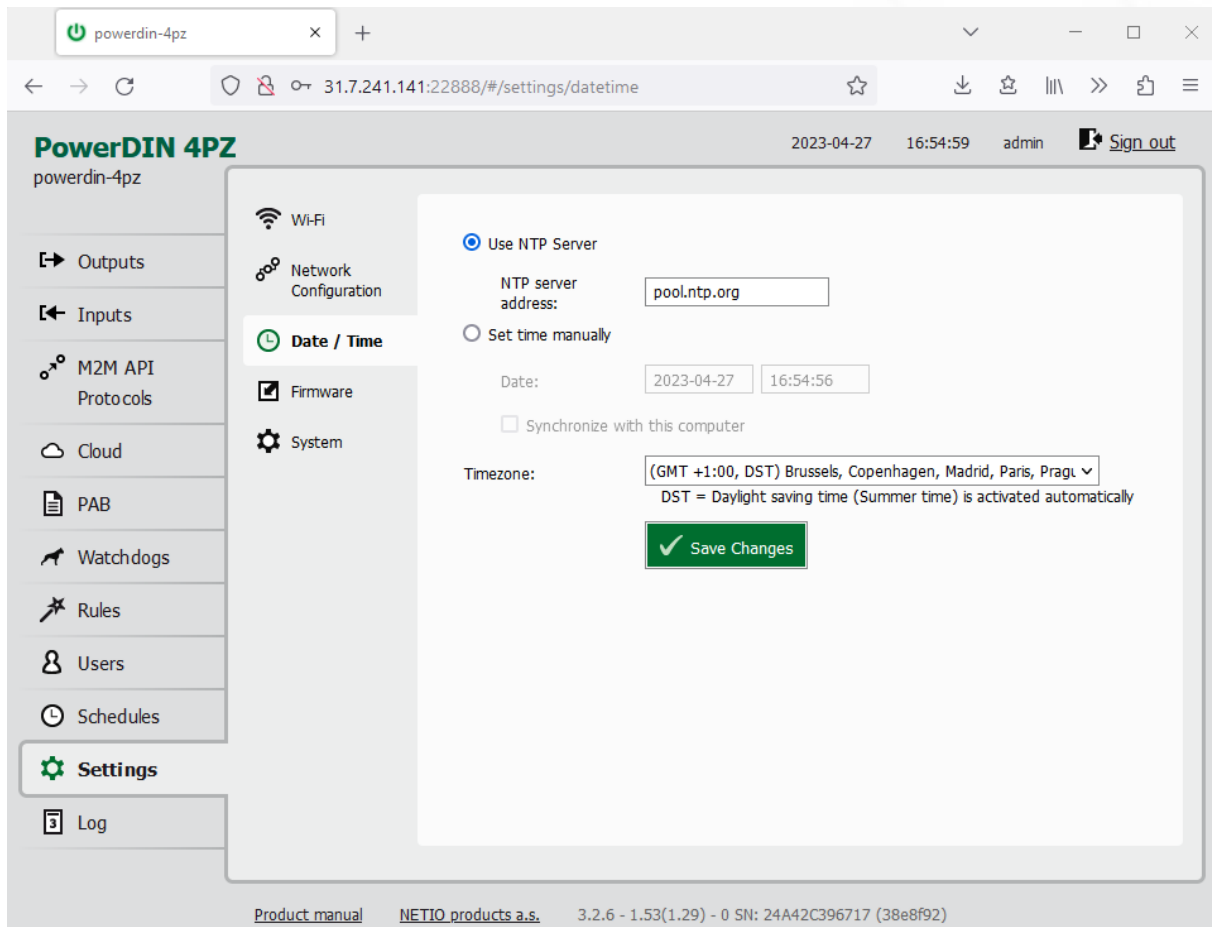 powerdin-4pz
31.7.241.141:22888/#/settings/datetime
PowerDIN 4PZ
2023-04-27 16:54:59 admin Sign out
powerdin-4pz
Outputs
Inputs
M2M API
Protocols
Cloud
PAB
Watchdogs
Rules
Users
Schedules
Settings
3 Log
Wi-Fi
Network
Configuration
Date / Time
Firmware
System
Use NTP Server
NTP server
address:
pool.ntp.org
Set time manually
Date: 2023-04-27 16:54:56
Synchronize with this computer
Timezone: (GMT +1:00, DST) Brussels, Copenhagen, Madrid, Paris, Pragu
DST = Daylight saving time (Summer time) is activated automatically
Save Changes
Product manual NETIO products a.s. 3.2.6 - 1.53(1.29) - 0 SN: 24A42C396717 (38e8f92)